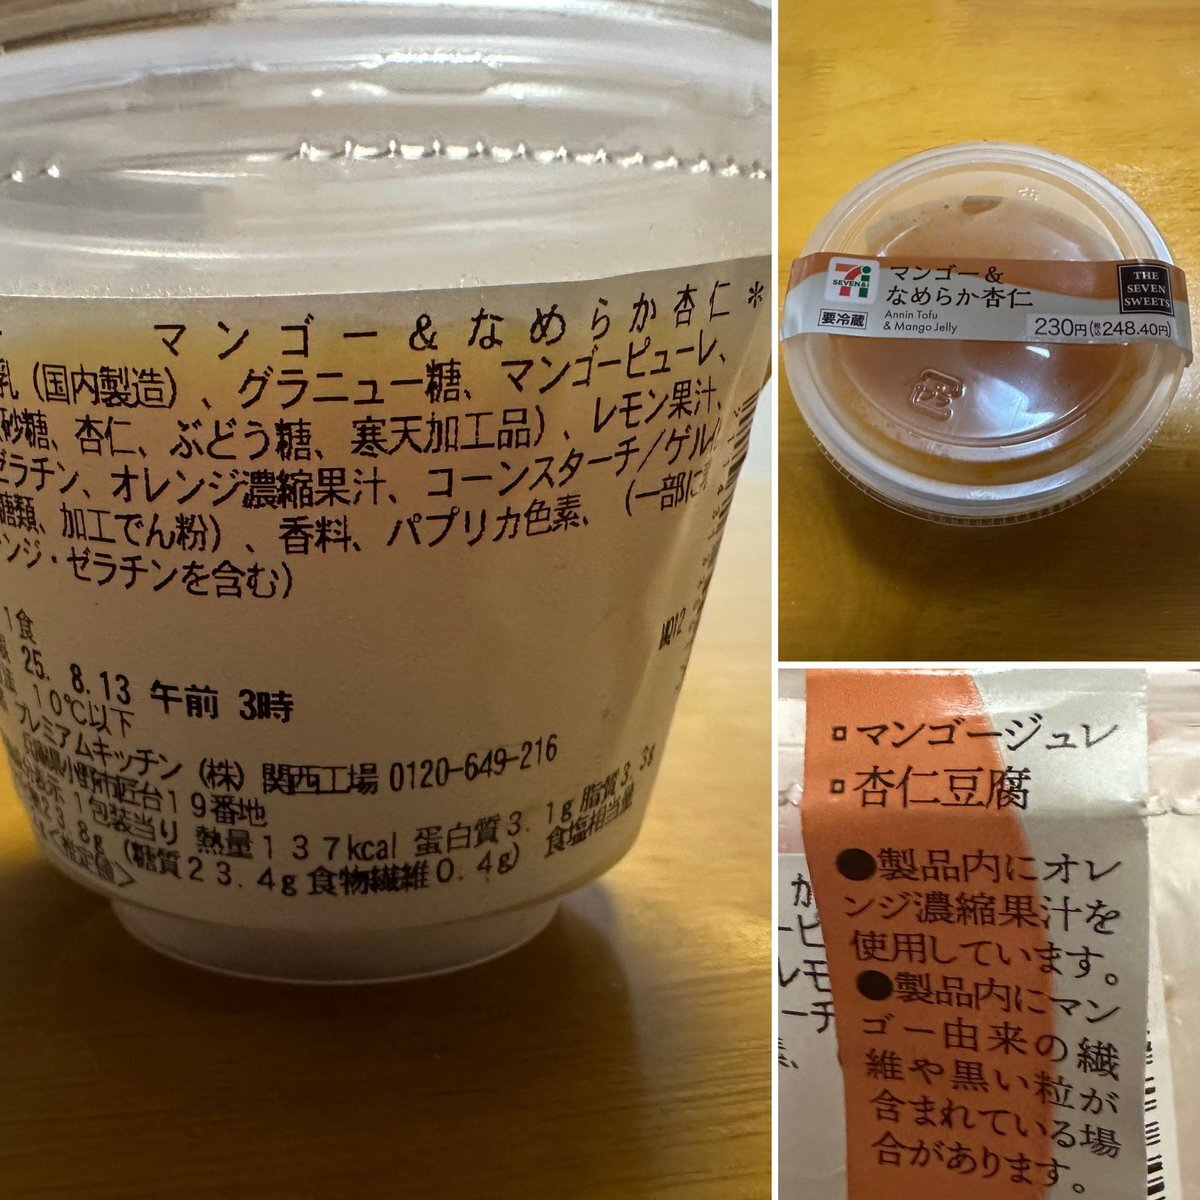 マンゴー&なめらか杏仁*
乳(国内製造)、グラニュー糖、マンゴーピューレ、
砂糖、杏仁、ぶどう糖、寒天加工品)、レモン果汁、
ゼラチン、オレンジ濃縮果汁、コーンスターチ/ゲル化
糖類、加工でん粉)、香料、パプリカ色素、(一部に
ンジ・ゼラチンを含む)
1食
25. 8.13 午前 3時
10℃以下
プレミアムキッチン(株)関西工場 0120-649-216
小野市匠台19番地
1包装当り 熱量137kcal 蛋白質3.1g 脂質3.
23.8g(糖質23.4g 食物繊維0.4g) 食塩相当量
<推定値>
7i
SEVEN&i
マンゴー&
なめらか杏仁
要冷蔵
Annin Tofu
& Mango Jelly
THE
SEVEN
SWEETS
230円(税込248.40円)
プラ
マンゴージュレ
杏仁豆腐
●製品内にオレ
ンジ濃縮果汁を
使用しています。
●製品内にマン
ゴー由来の繊
維や黒い粒が
含まれている場
合があります。